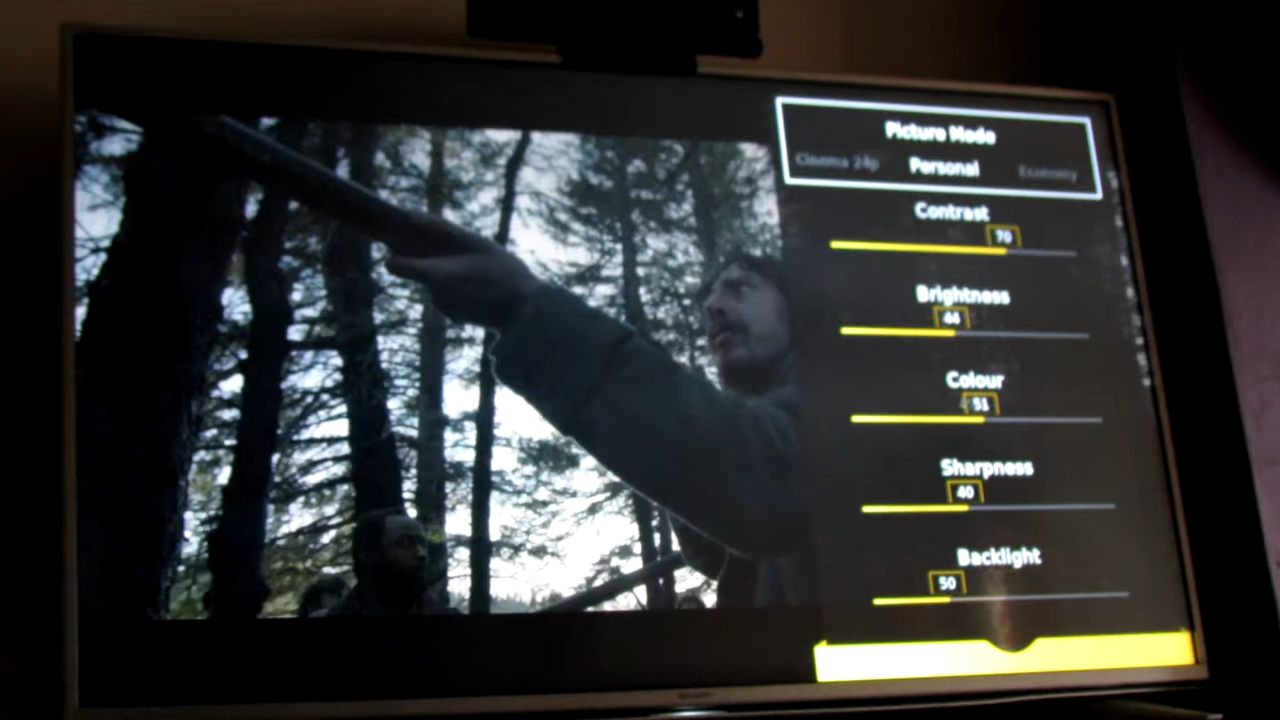 Picture Mode
Cinema 24p Personal Economy
Contrast
70
Brightness
44
Colour
51
Sharpness
40
Backlight
50